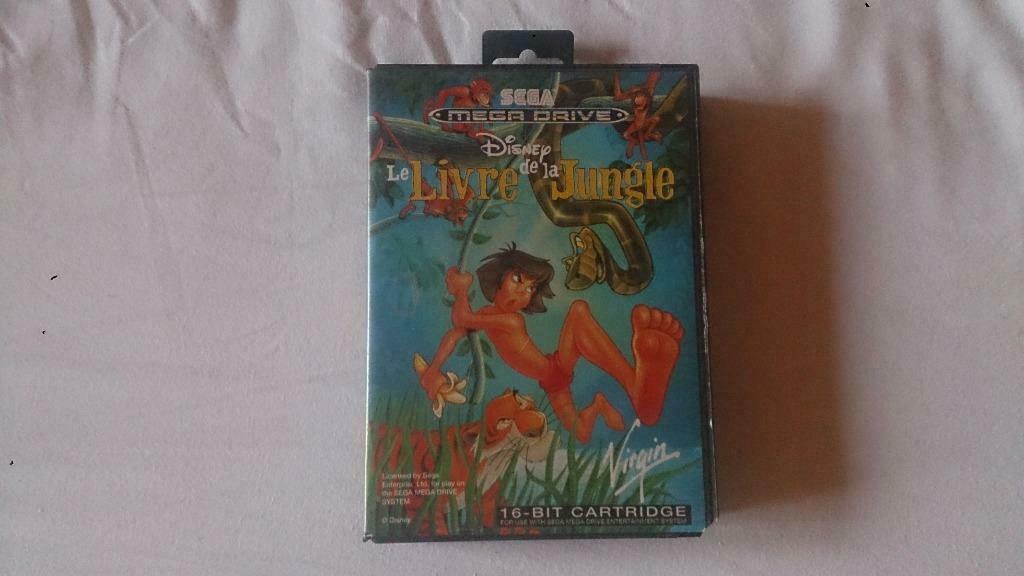 SEGA
MEGA DRIVE
Disney
Le Livre de la Jungle
Virgin
Licensed by Sega
Enterprise, Ltd. for play on
the SEGA MEGA DRIVE
SYSTEM
© Disney
16-BIT CARTRIDGE
FOR USE WITH SEGA MEGA DRIVE ENTERTAINMENT SYSTEM